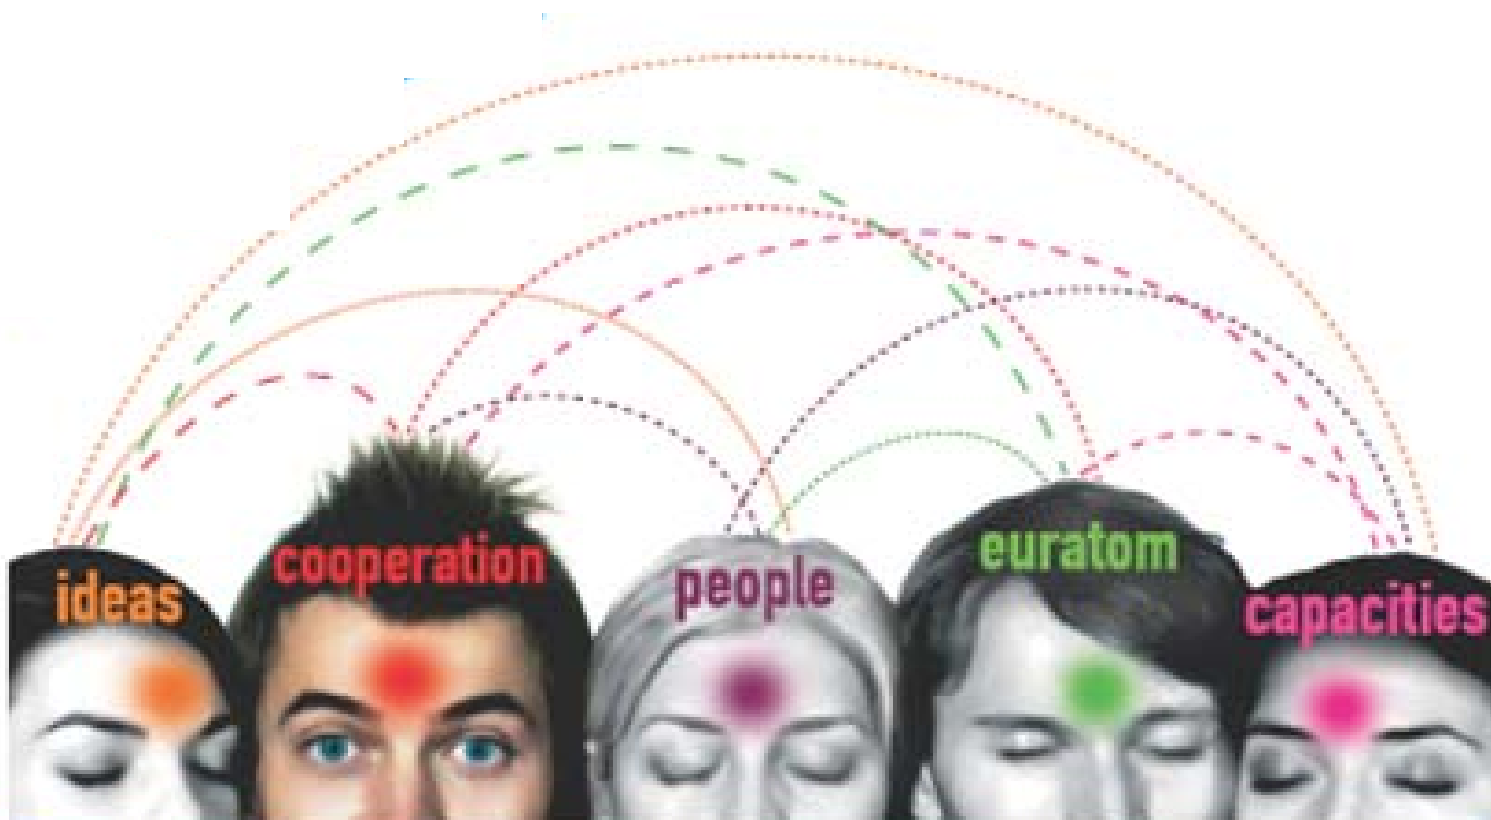 ideas
cooperation
people
euratom
capacities